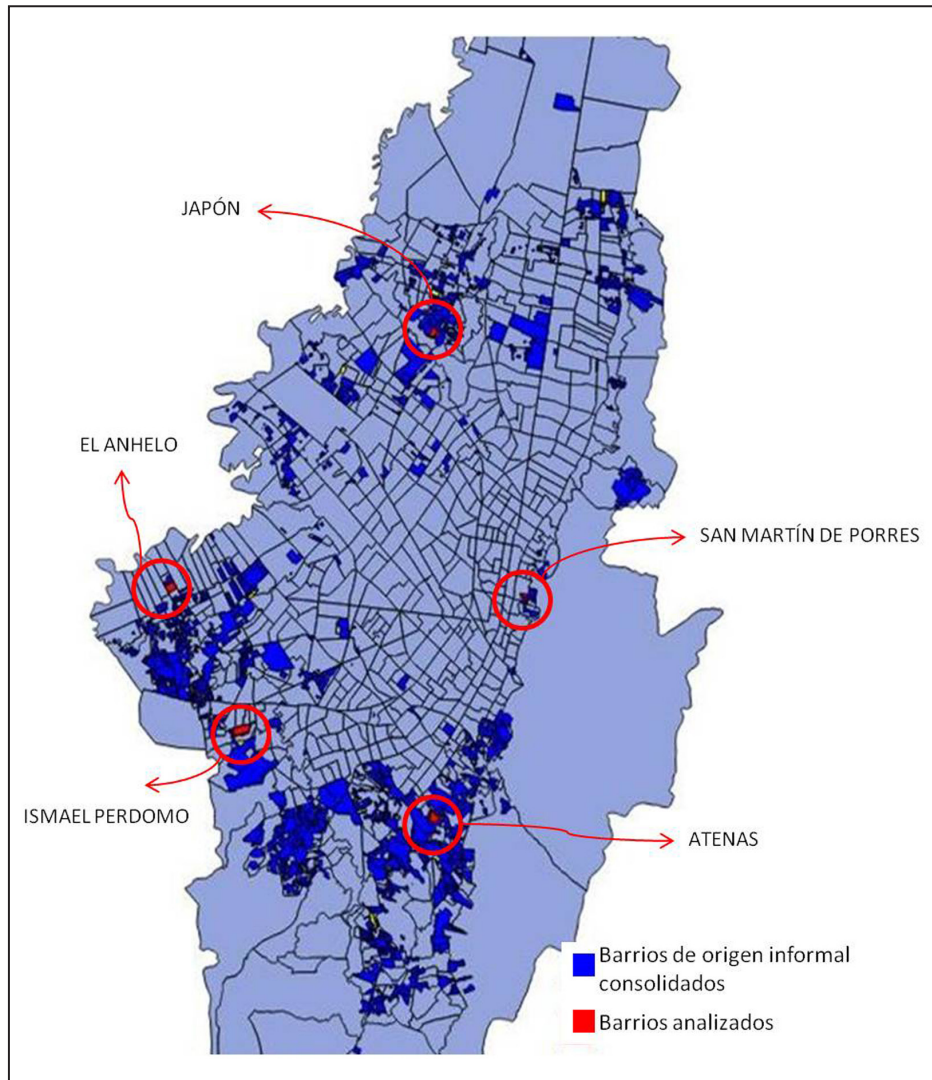 JAPÓN
EL ANHELO
SAN MARTÍN DE PORRES
ISMAEL PERDOMO
ATENAS
Barrios de origen informal
consolidados
Barrios analizados